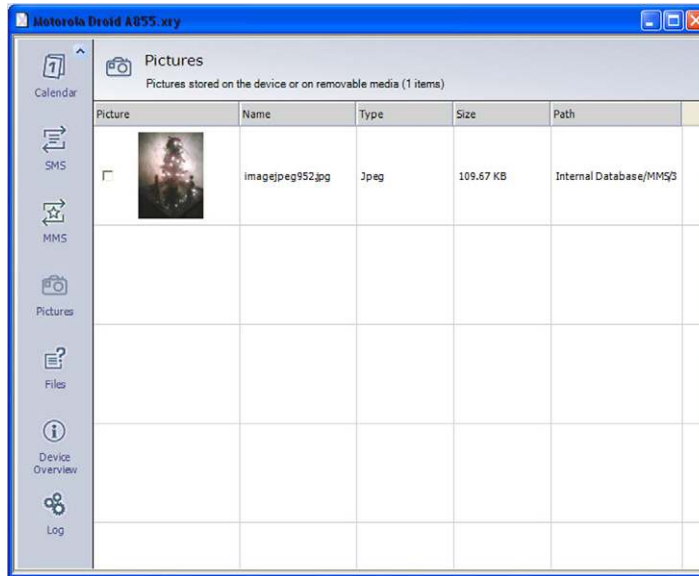 Motorola Droid A855.xry
Calendar
SMS
MMS
Pictures
Files
Device
Overview
Log
Pictures
Pictures stored on the device or on removable media (1 items)
Picture Name Type Size Path
imagejpeg952.jpg Jpeg 109.67 KB Internal Database/MMS/3